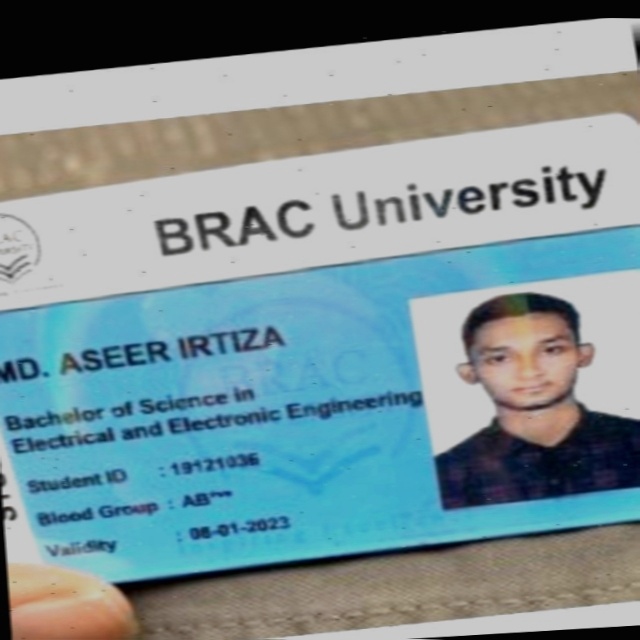 BRAC University
MD. ASEER IRTIZA
Bachelor of Science in
Electrical and Electronic Engineering
Student ID : 19121036
Blood Group : AB
Validity : 08-01-2023
BRAC